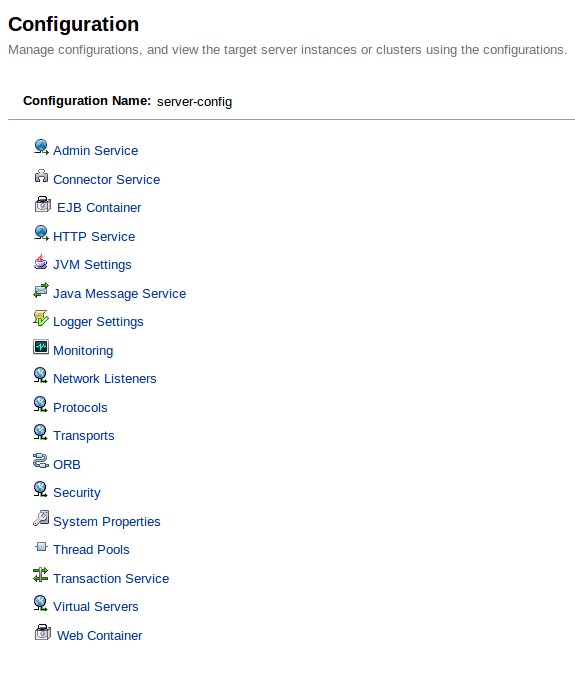 Configuration
Manage configurations, and view the target server instances or clusters using the configurations.
Configuration Name: server-config
Admin Service
Connector Service
EJB Container
HTTP Service
JVM Settings
Java Message Service
Logger Settings
Monitoring
Network Listeners
Protocols
Transports
ORB
Security
System Properties
Thread Pools
Transaction Service
Virtual Servers
Web Container